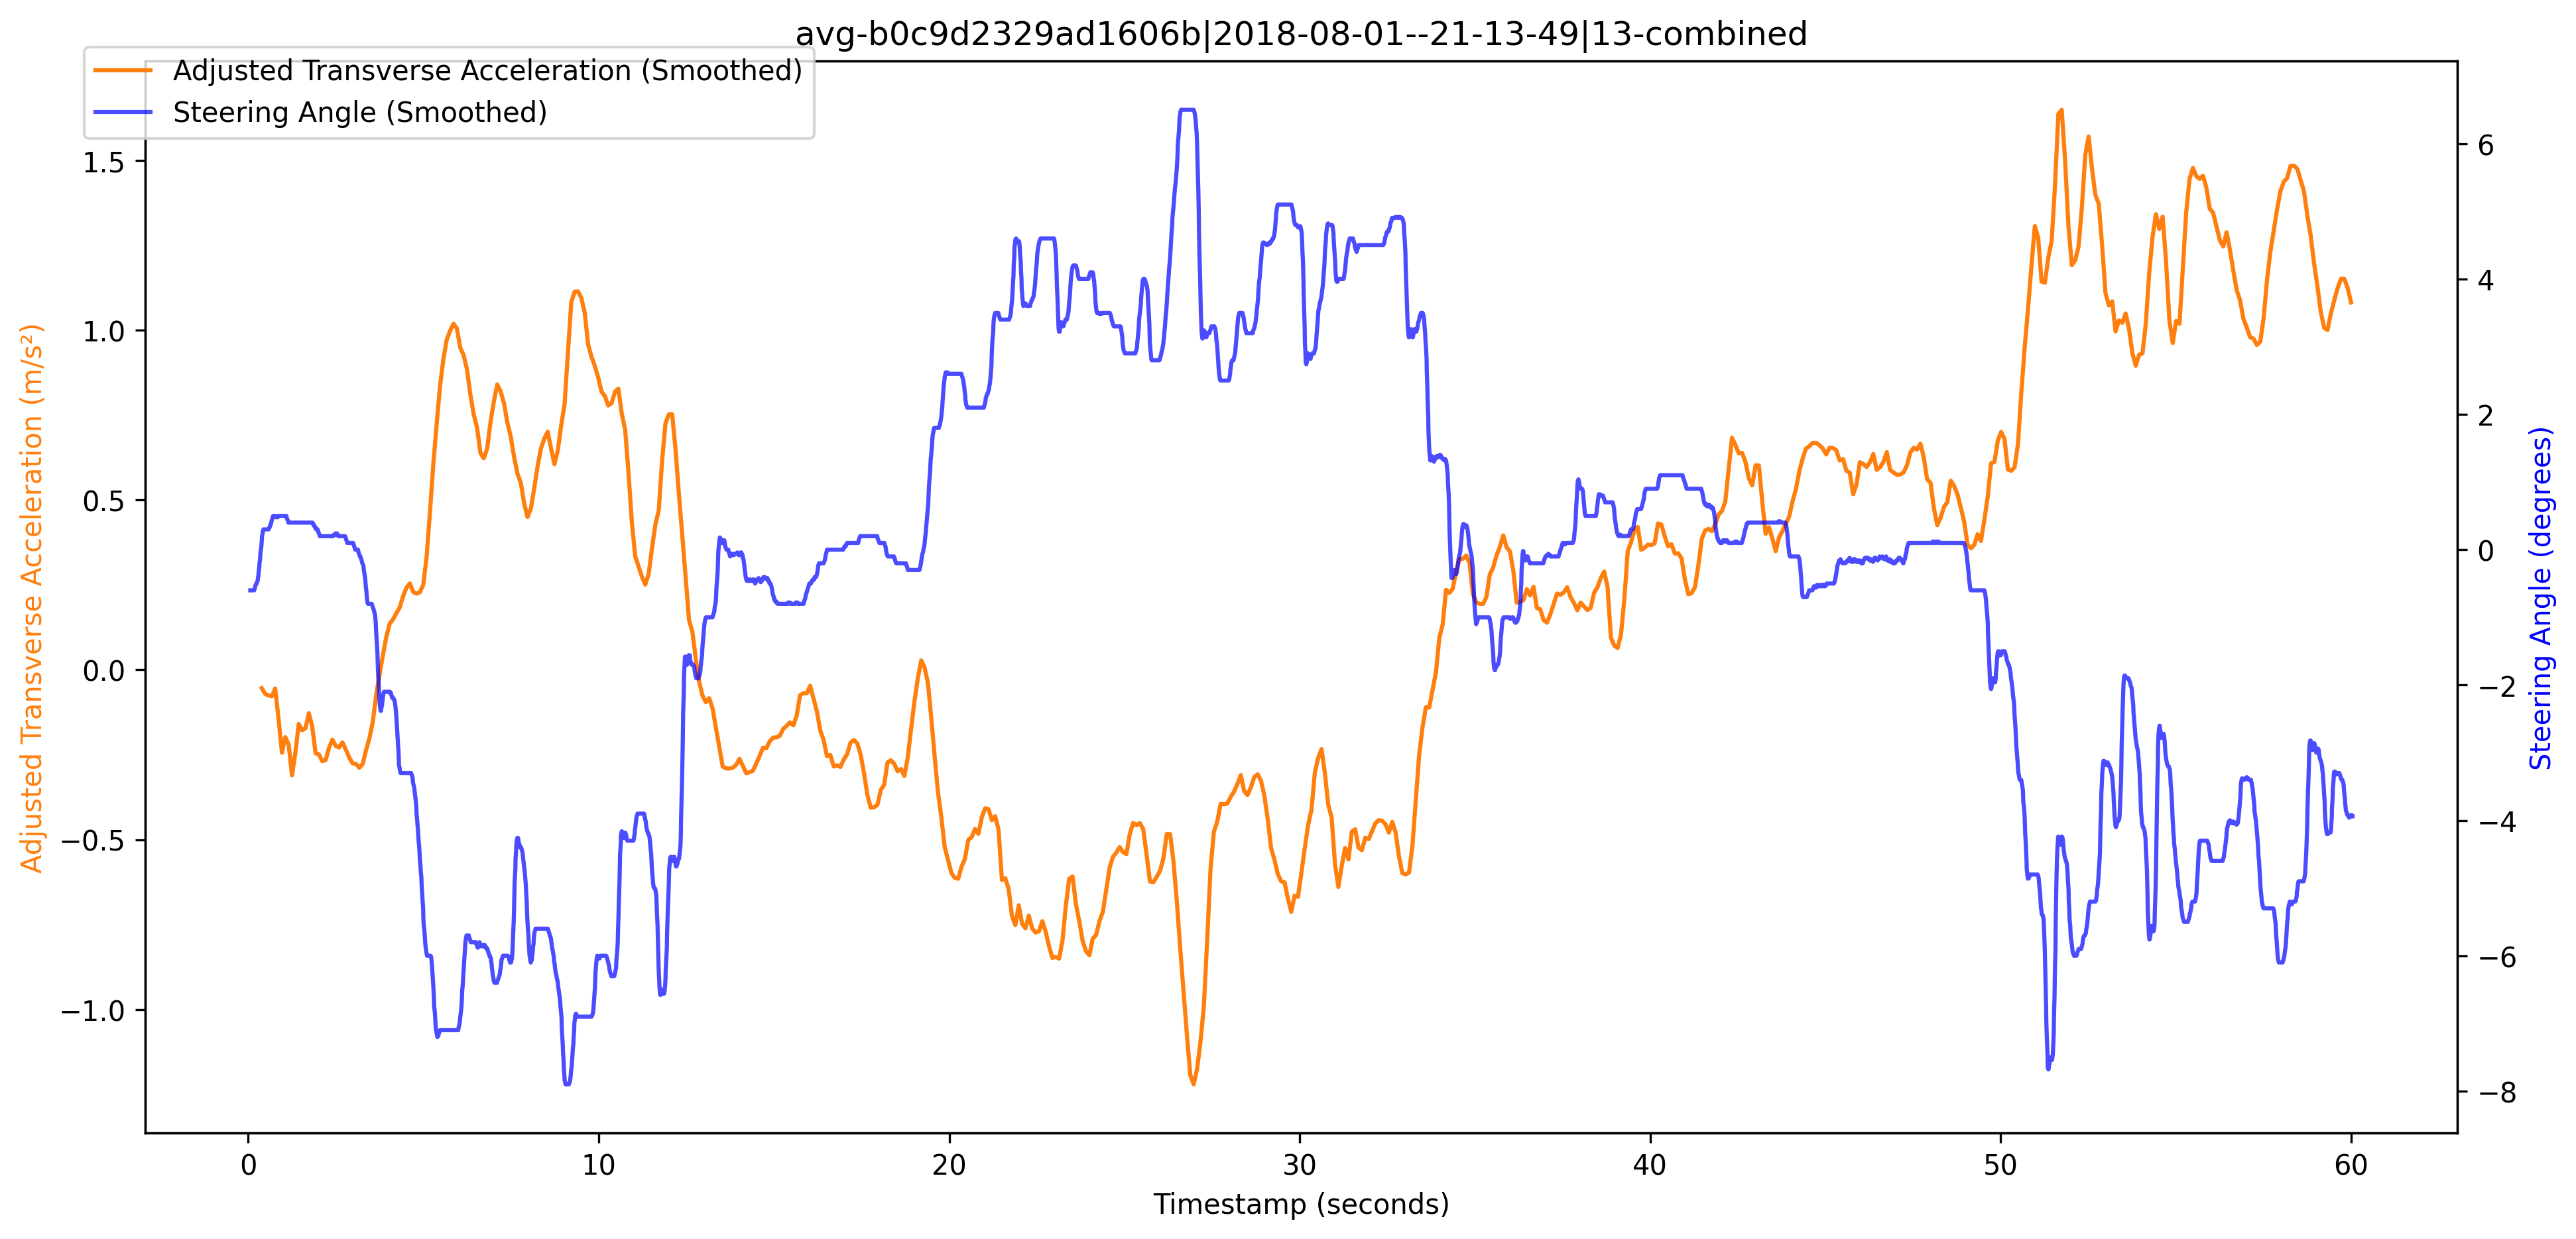 avg-b0c9d2329ad1606b|2018-08-01--21-13-49|13-combined
Adjusted Transverse Acceleration (Smoothed)
Steering Angle (Smoothed)
Adjusted Transverse Acceleration (m/s²)
1.5
1.0
0.5
0.0
−0.5
−1.0
6
4
2
0
−2
−4
−6
−8
Steering Angle (degrees)
0 10 20 30 40 50 60
Timestamp (seconds)